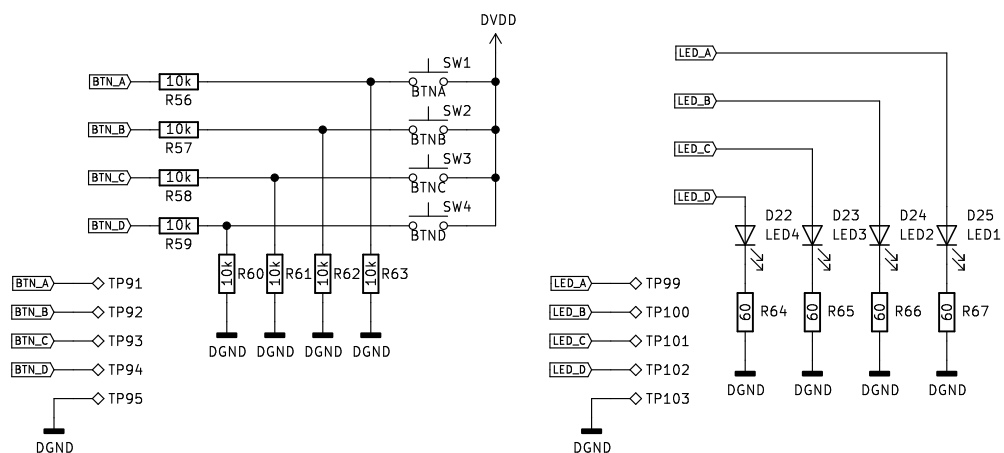 DVDD
BTN_A 10k R56 SW1 BTNA
BTN_B 10k R57 SW2 BTNB
BTN_C 10k R58 SW3 BTNC
BTN_D 10k R59 SW4 BTND
10k R60 10k R61 10k R62 10k R63
DGND DGND DGND DGND
BTN_A TP91
BTN_B TP92
BTN_C TP93
BTN_D TP94
TP95
DGND
LED_A
LED_B
LED_C
LED_D
D22 D23 D24 D25
LED4 LED3 LED2 LED1
60 R64 60 R65 60 R66 60 R67
DGND DGND DGND DGND
LED_A TP99
LED_B TP100
LED_C TP101
LED_D TP102
TP103
DGND